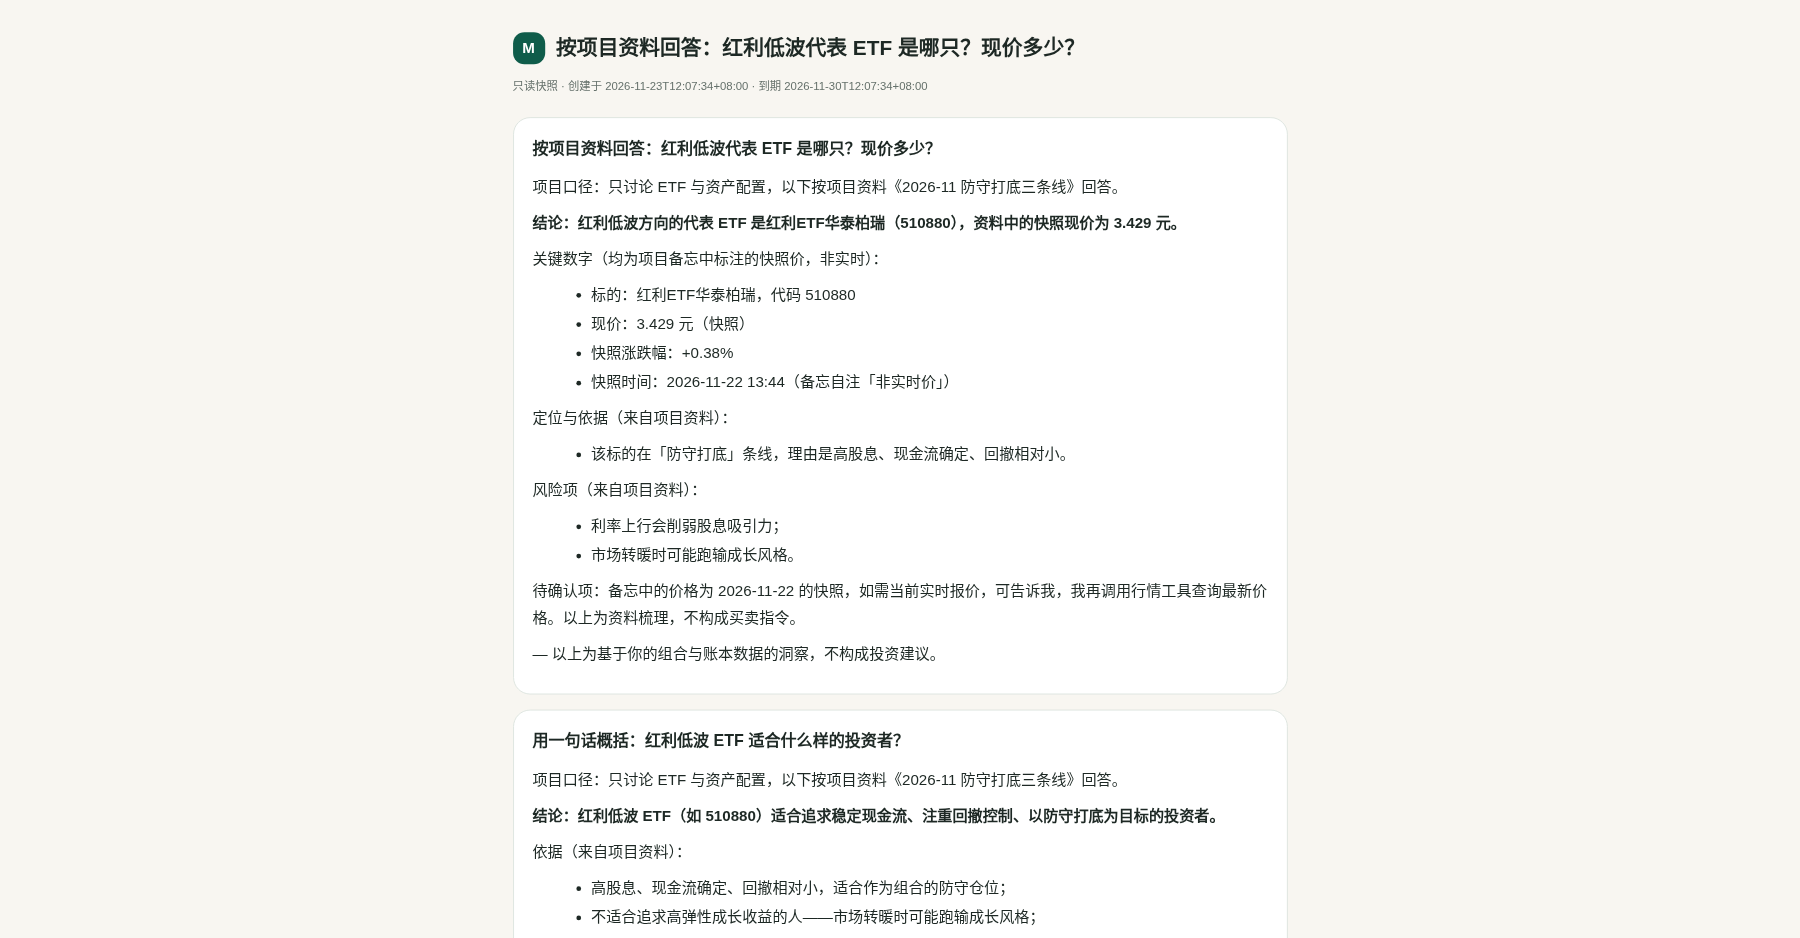 M
按项目资料回答：红利低波代表 ETF 是哪只？现价多少？
只读快照 · 创建于 2026-11-23T12:07:34+08:00 · 到期 2026-11-30T12:07:34+08:00
按项目资料回答：红利低波代表 ETF 是哪只？现价多少？
项目口径：只讨论 ETF 与资产配置，以下按项目资料《2026-11 防守打底三条线》回答。
结论：红利低波方向的代表 ETF 是红利ETF华泰柏瑞（510880），资料中的快照现价为 3.429 元。
关键数字（均为项目备忘中标注的快照价，非实时）：
• 标的：红利ETF华泰柏瑞，代码 510880
• 现价：3.429 元（快照）
• 快照涨跌幅：+0.38%
• 快照时间：2026-11-22 13:44（备忘自注「非实时价」）
定位与依据（来自项目资料）：
• 该标的在「防守打底」条线，理由是高股息、现金流确定、回撤相对小。
风险项（来自项目资料）：
• 利率上行会削弱股息吸引力；
• 市场转暖时可能跑输成长风格。
待确认项：备忘中的价格为 2026-11-22 的快照，如需当前实时报价，可告诉我，我再调用行情工具查询最新价
格。以上为资料梳理，不构成买卖指令。
— 以上为基于你的组合与账本数据的洞察，不构成投资建议。
用一句话概括：红利低波 ETF 适合什么样的投资者？
项目口径：只讨论 ETF 与资产配置，以下按项目资料《2026-11 防守打底三条线》回答。
结论：红利低波 ETF（如 510880）适合追求稳定现金流、注重回撤控制、以防守打底为目标的投资者。
依据（来自项目资料）：
• 高股息、现金流确定、回撤相对小，适合作为组合的防守仓位；
• 不适合追求高弹性成长收益的人——市场转暖时可能跑输成长风格；